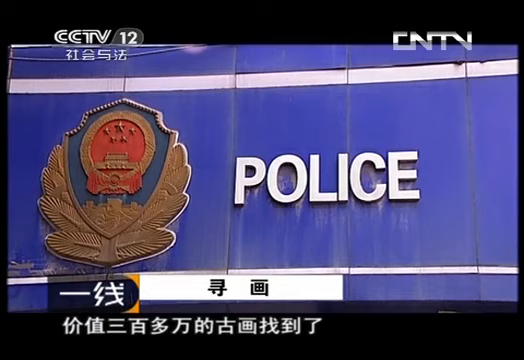 CCTV 12
社会与法
CNTV
POLICE
一线
寻画
价值三百多万的古画找到了